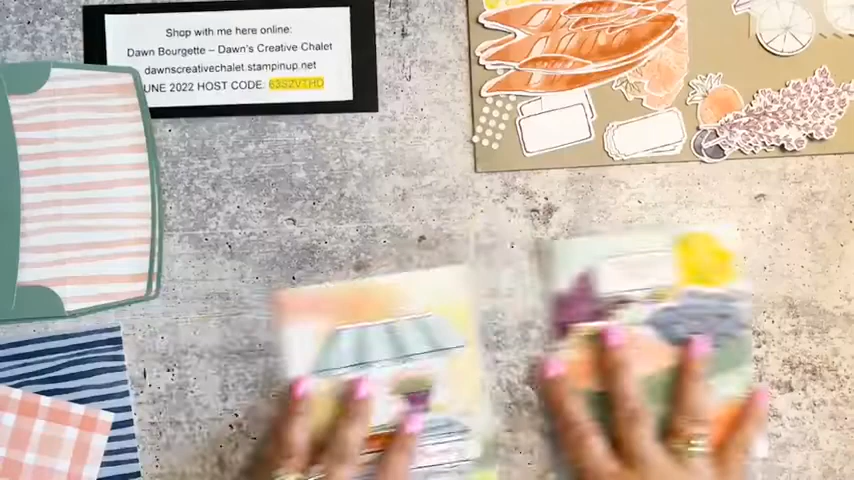 Shop with me here online:
Dawn Bourgette – Dawn's Creative Chalet
dawnscreativechalet.stampinup.net
UNE 2022 HOST CODE: 63SZVTHD